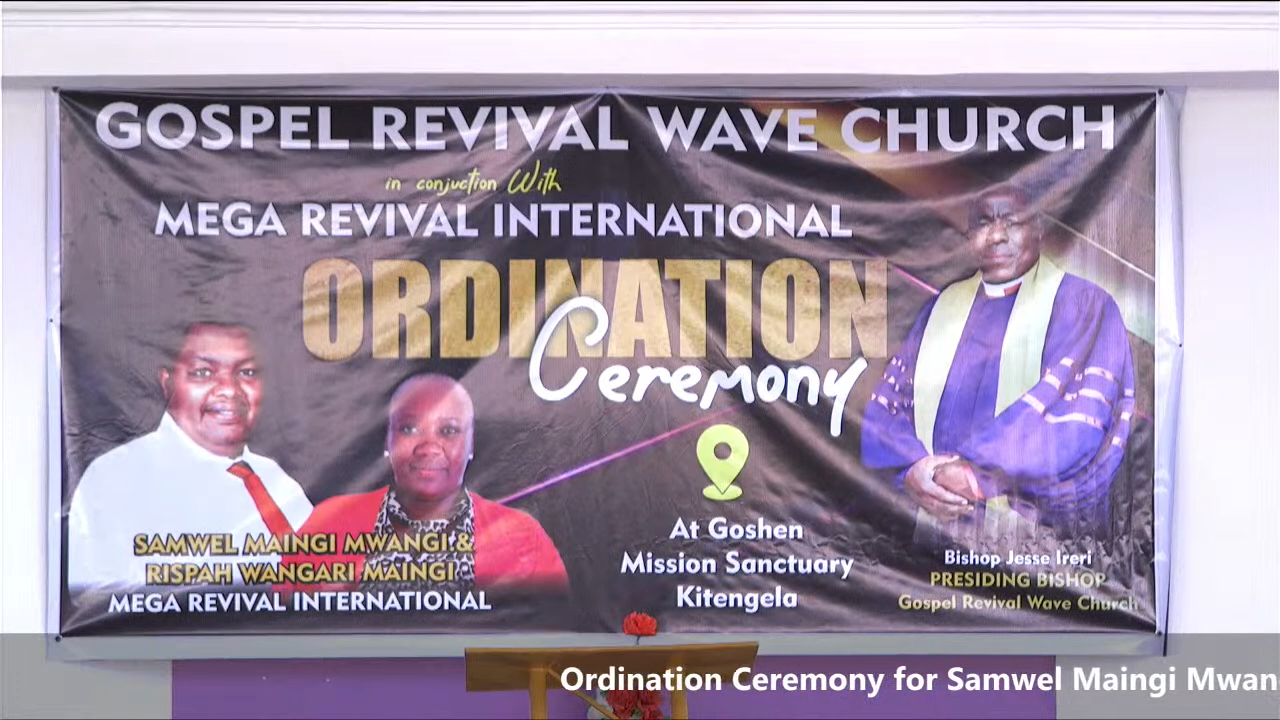 GOSPEL REVIVAL WAVE CHURCH
in conjuction With
MEGA REVIVAL INTERNATIONAL
ORDINATION
Ceremony
SAMWEL MAINGI MWANGI &
RISPAH WANGARI MAINGI
MEGA REVIVAL INTERNATIONAL
At Goshen
Mission Sanctuary
Kitengela
Bishop Jesse Ireri
PRESIDING BISHOP
Gospel Revival Wave Church
Ordination Ceremony for Samwel Maingi Mwan